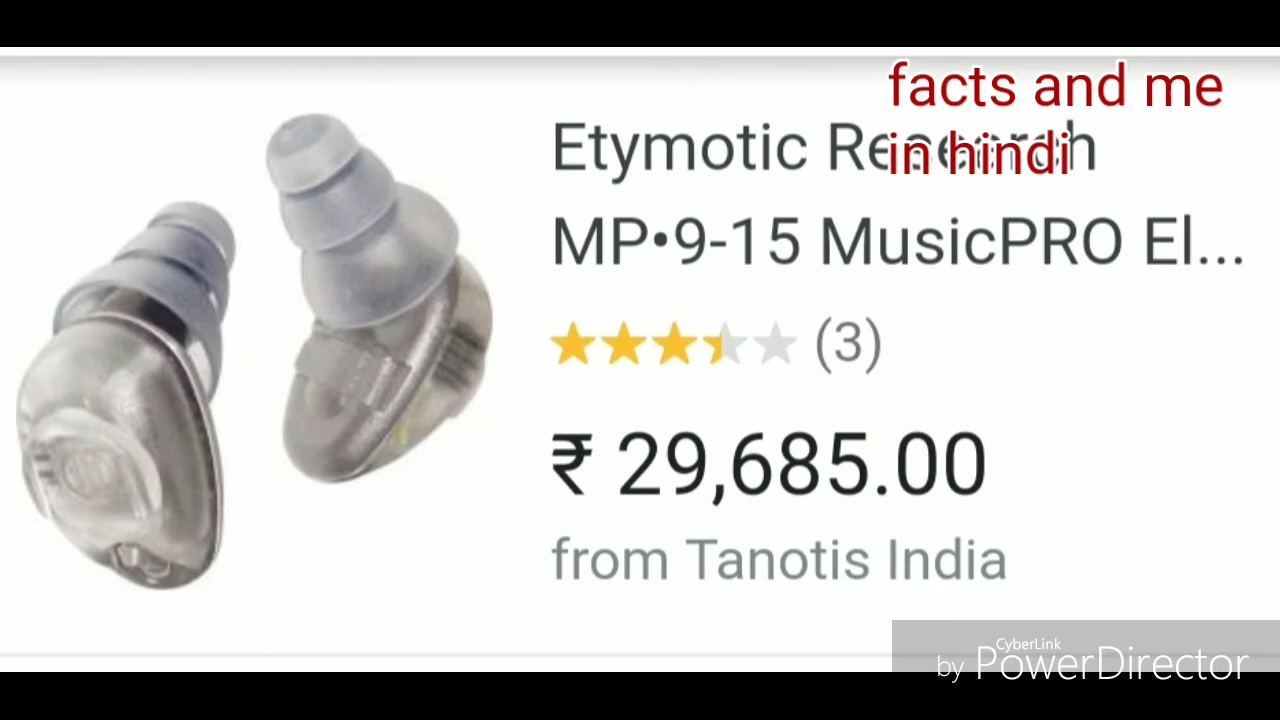 facts and me
in hindi
Etymotic Research
MP•9-15 MusicPRO El...
(3)
₹ 29,685.00
from Tanotis India
CyberLink
by PowerDirector